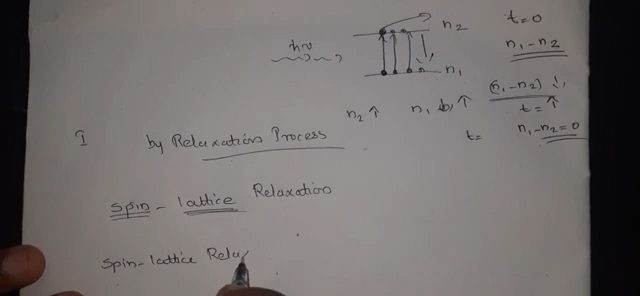 n₂ t=0
hν n₁-n₂
n₁
(n₁-n₂) ↓
n₂ ↑ n₁ ↓ t= ↑
I by Relaxation Process t= n₁-n₂=0
Spin-lattice Relaxation
Spin-lattice Rela